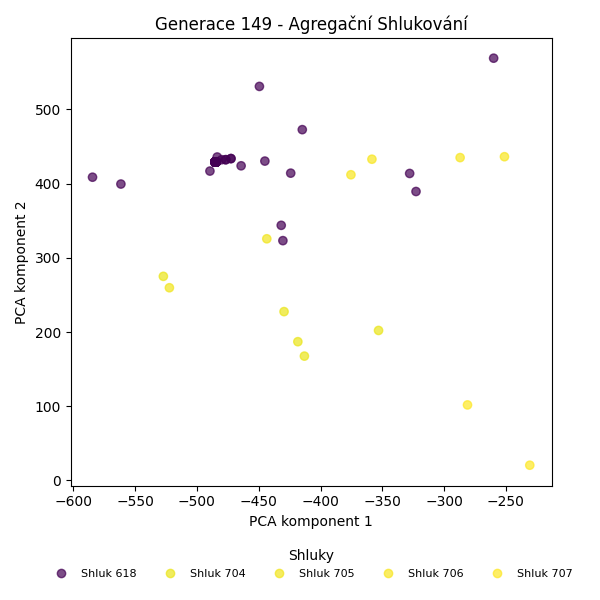 Generace 149 - Agregační Shlukování
PCA komponent 2
500
400
300
200
100
0
−600 −550 −500 −450 −400 −350 −300 −250
PCA komponent 1
Shluky
Shluk 618 Shluk 704 Shluk 705 Shluk 706 Shluk 707